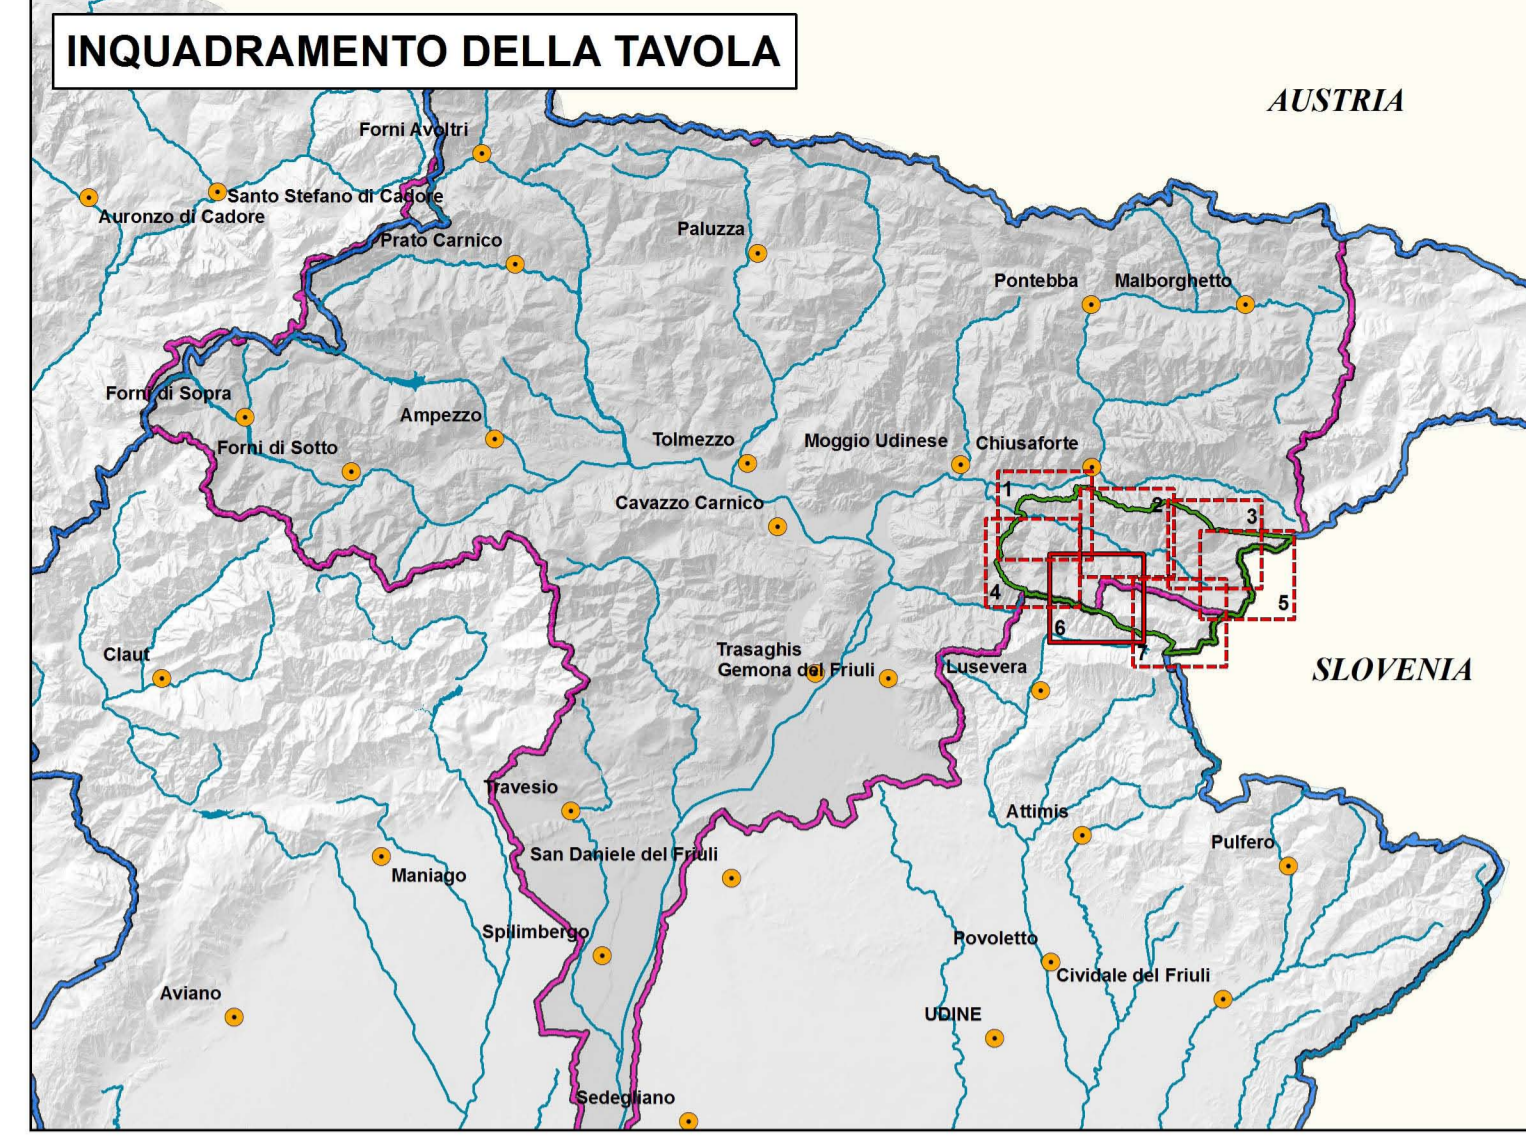 INQUADRAMENTO DELLA TAVOLA
AUSTRIA
Forni Avoltri
Santo Stefano di Cadore
Auronzo di Cadore
Prato Carnico
Paluzza
Pontebba
Malborghetto
Forni di Sopra
Ampezzo
Forni di Sotto
Tolmezzo
Moggio Udinese
Chiusaforte
Cavazzo Carnico
1
2
3
4
5
6
7
Claut
Trasaghis
Gemona del Friuli
Lusevera
SLOVENIA
Travesio
Attimis
Pulfero
San Daniele del Friuli
Maniago
Spilimbergo
Povoletto
Cividale del Friuli
Aviano
UDINE
Sedegliano